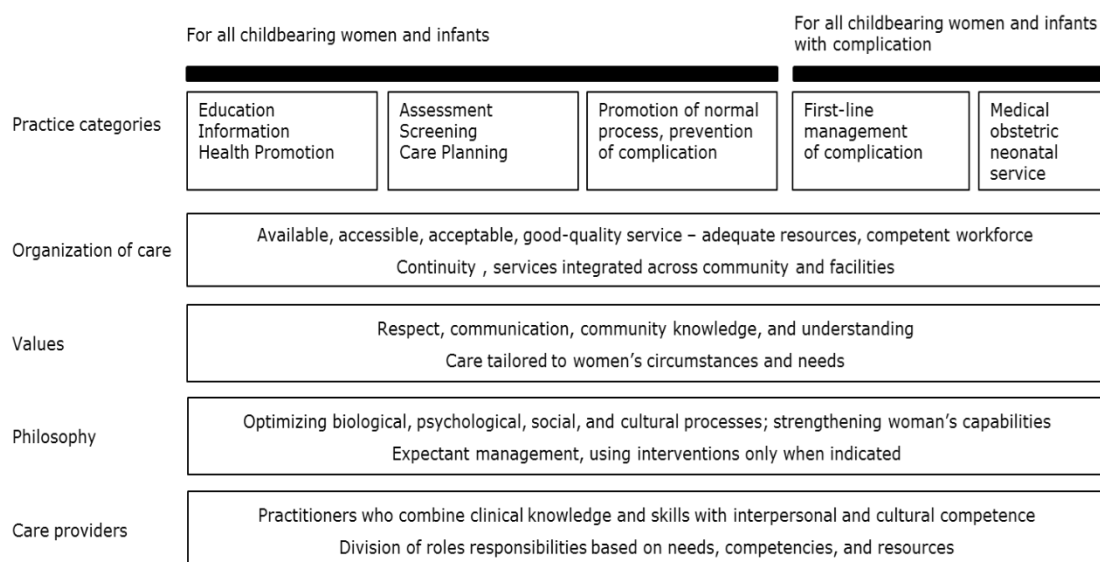 For all childbearing women and infants
For all childbearing women and infants
with complication
Practice categories
Education
Information
Health Promotion
Assessment
Screening
Care Planning
Promotion of normal
process, prevention
of complication
First-line
management
of complication
Medical
obstetric
neonatal
service
Organization of care
Available, accessible, acceptable, good-quality service – adequate resources, competent workforce
Continuity , services integrated across community and facilities
Values
Respect, communication, community knowledge, and understanding
Care tailored to women's circumstances and needs
Philosophy
Optimizing biological, psychological, social, and cultural processes; strengthening woman's capabilities
Expectant management, using interventions only when indicated
Care providers
Practitioners who combine clinical knowledge and skills with interpersonal and cultural competence
Division of roles responsibilities based on needs, competencies, and resources